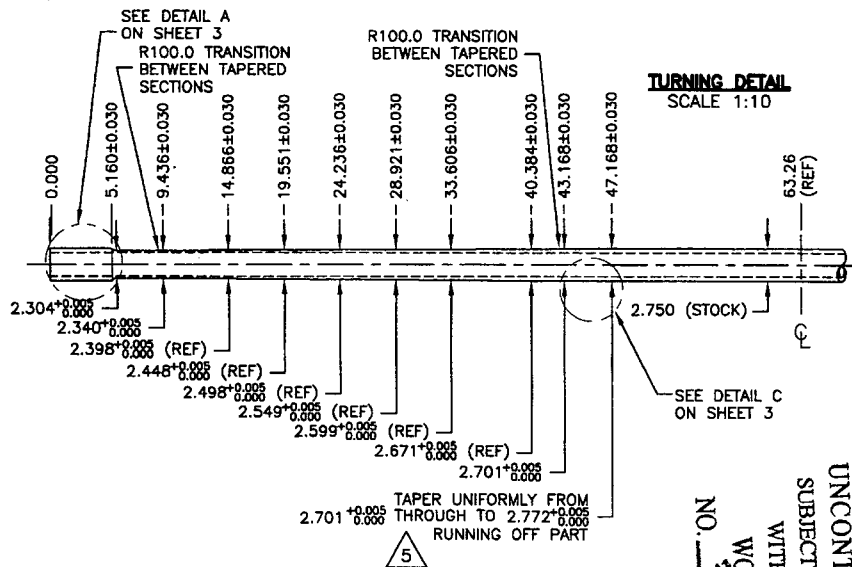 SEE DETAIL A
ON SHEET 3
R100.0 TRANSITION
BETWEEN TAPERED
SECTIONS
R100.0 TRANSITION
BETWEEN TAPERED
SECTIONS
TURNING DETAIL
SCALE 1:10
0.000
5.160±0.030
9.436±0.030
14.866±0.030
19.551±0.030
24.236±0.030
28.921±0.030
33.606±0.030
40.384±0.030
43.168±0.030
47.168±0.030
63.26
(REF)
2.304 +0.005 0.000
2.340 +0.005 0.000
2.398 +0.005 0.000 (REF)
2.448 +0.005 0.000 (REF)
2.498 +0.005 0.000 (REF)
2.549 +0.005 0.000 (REF)
2.599 +0.005 0.000 (REF)
2.671 +0.005 0.000 (REF)
2.701 +0.005 0.000
2.750 (STOCK)
SEE DETAIL C
ON SHEET 3
TAPER UNIFORMLY FROM
2.701 +0.005 0.000 THROUGH TO 2.772 +0.005 0.000
RUNNING OFF PART
5
UNCONT
SUBJECT
WITH
WO
NO.